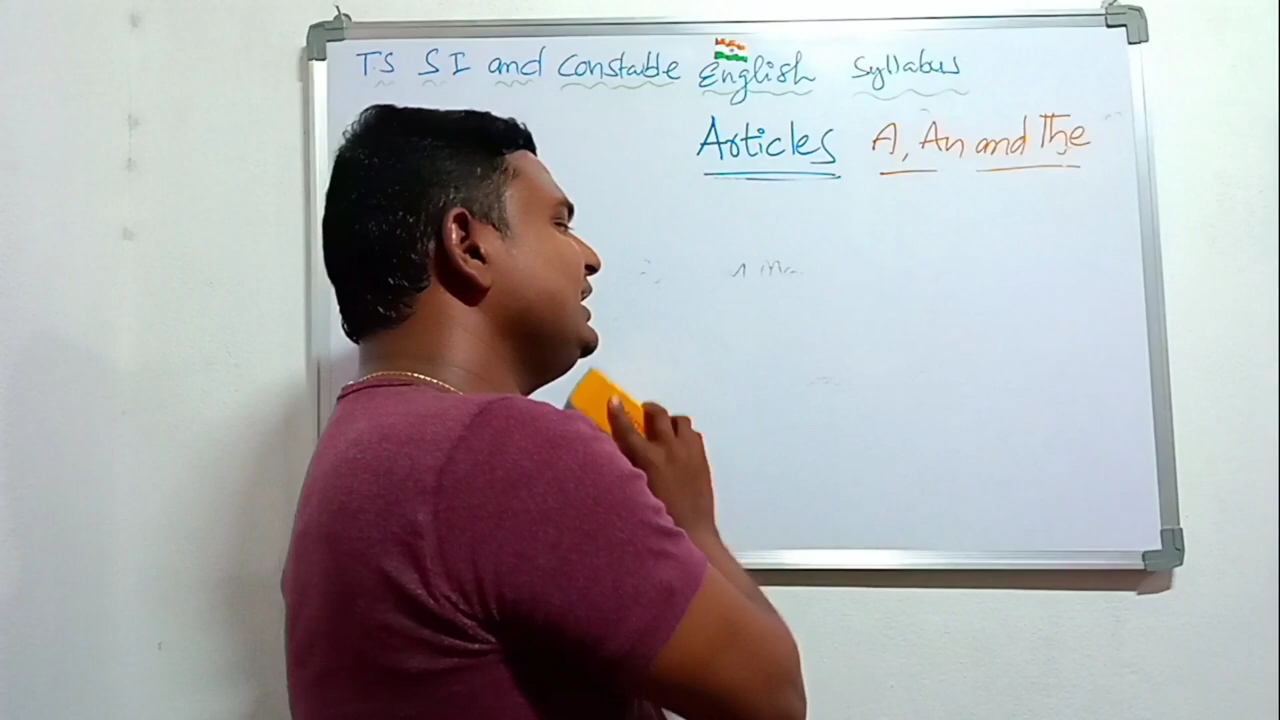 TS SI and Constable English Syllabus
Articles A, An and The